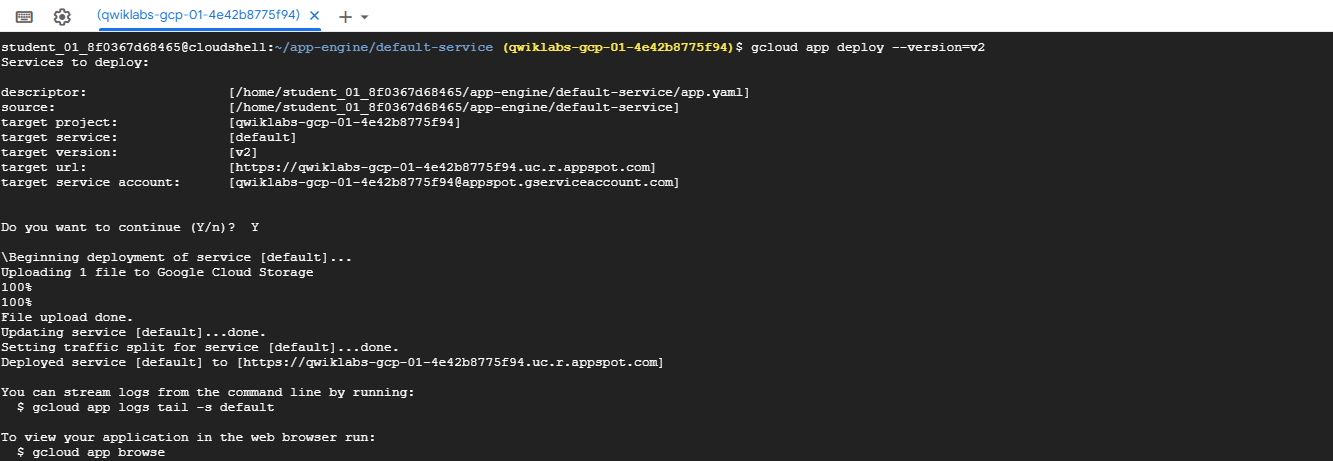 (qwiklabs-gcp-01-4e42b8775f94)
student_01_8f0367d68465@cloudshell:~/app-engine/default-service (qwiklabs-gcp-01-4e42b8775f94)$ gcloud app deploy --version=v2
Services to deploy:
descriptor: [/home/student_01_8f0367d68465/app-engine/default-service/app.yaml]
source: [/home/student_01_8f0367d68465/app-engine/default-service]
target project: [qwiklabs-gcp-01-4e42b8775f94]
target service: [default]
target version: [v2]
target url: [https://qwiklabs-gcp-01-4e42b8775f94.uc.r.appspot.com]
target service account: [qwiklabs-gcp-01-4e42b8775f94@appspot.gserviceaccount.com]
Do you want to continue (Y/n)? Y
\Beginning deployment of service [default]...
Uploading 1 file to Google Cloud Storage
100%
100%
File upload done.
Updating service [default]...done.
Setting traffic split for service [default]...done.
Deployed service [default] to [https://qwiklabs-gcp-01-4e42b8775f94.uc.r.appspot.com]
You can stream logs from the command line by running:
$ gcloud app logs tail -s default
To view your application in the web browser run:
$ gcloud app browse